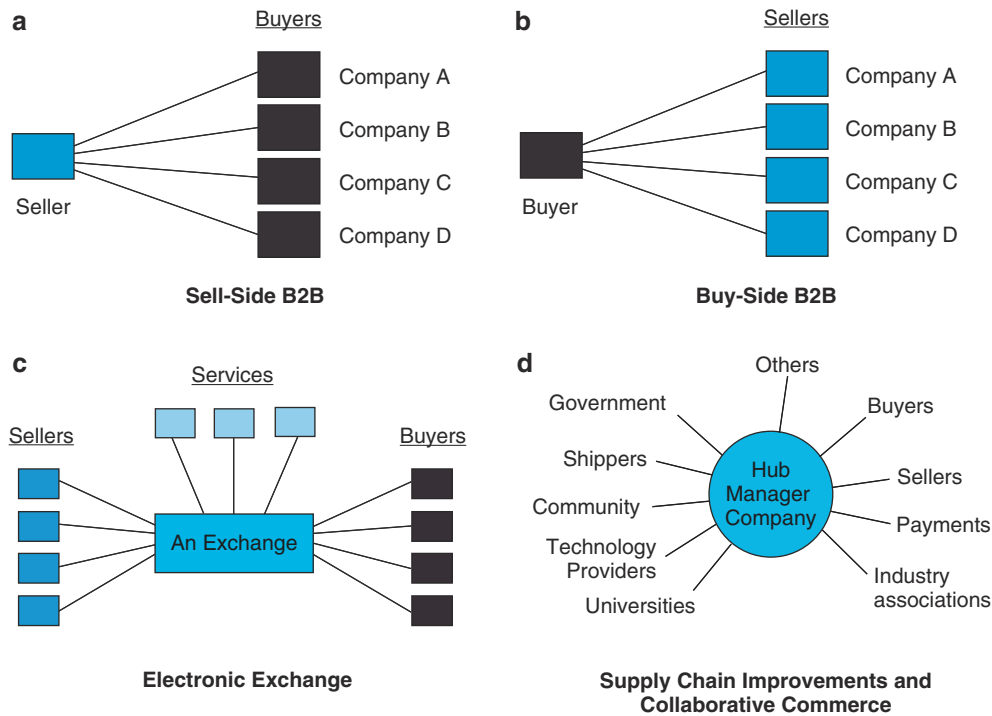 a
Buyers
Company A
Company B
Company C
Company D
Seller
Sell-Side B2B
b
Sellers
Company A
Company B
Company C
Company D
Buyer
Buy-Side B2B
c
Services
Sellers
Buyers
An Exchange
Electronic Exchange
d
Others
Government
Buyers
Shippers
Hub
Manager
Company
Sellers
Community
Payments
Technology
Providers
Industry
associations
Universities
Supply Chain Improvements and
Collaborative Commerce